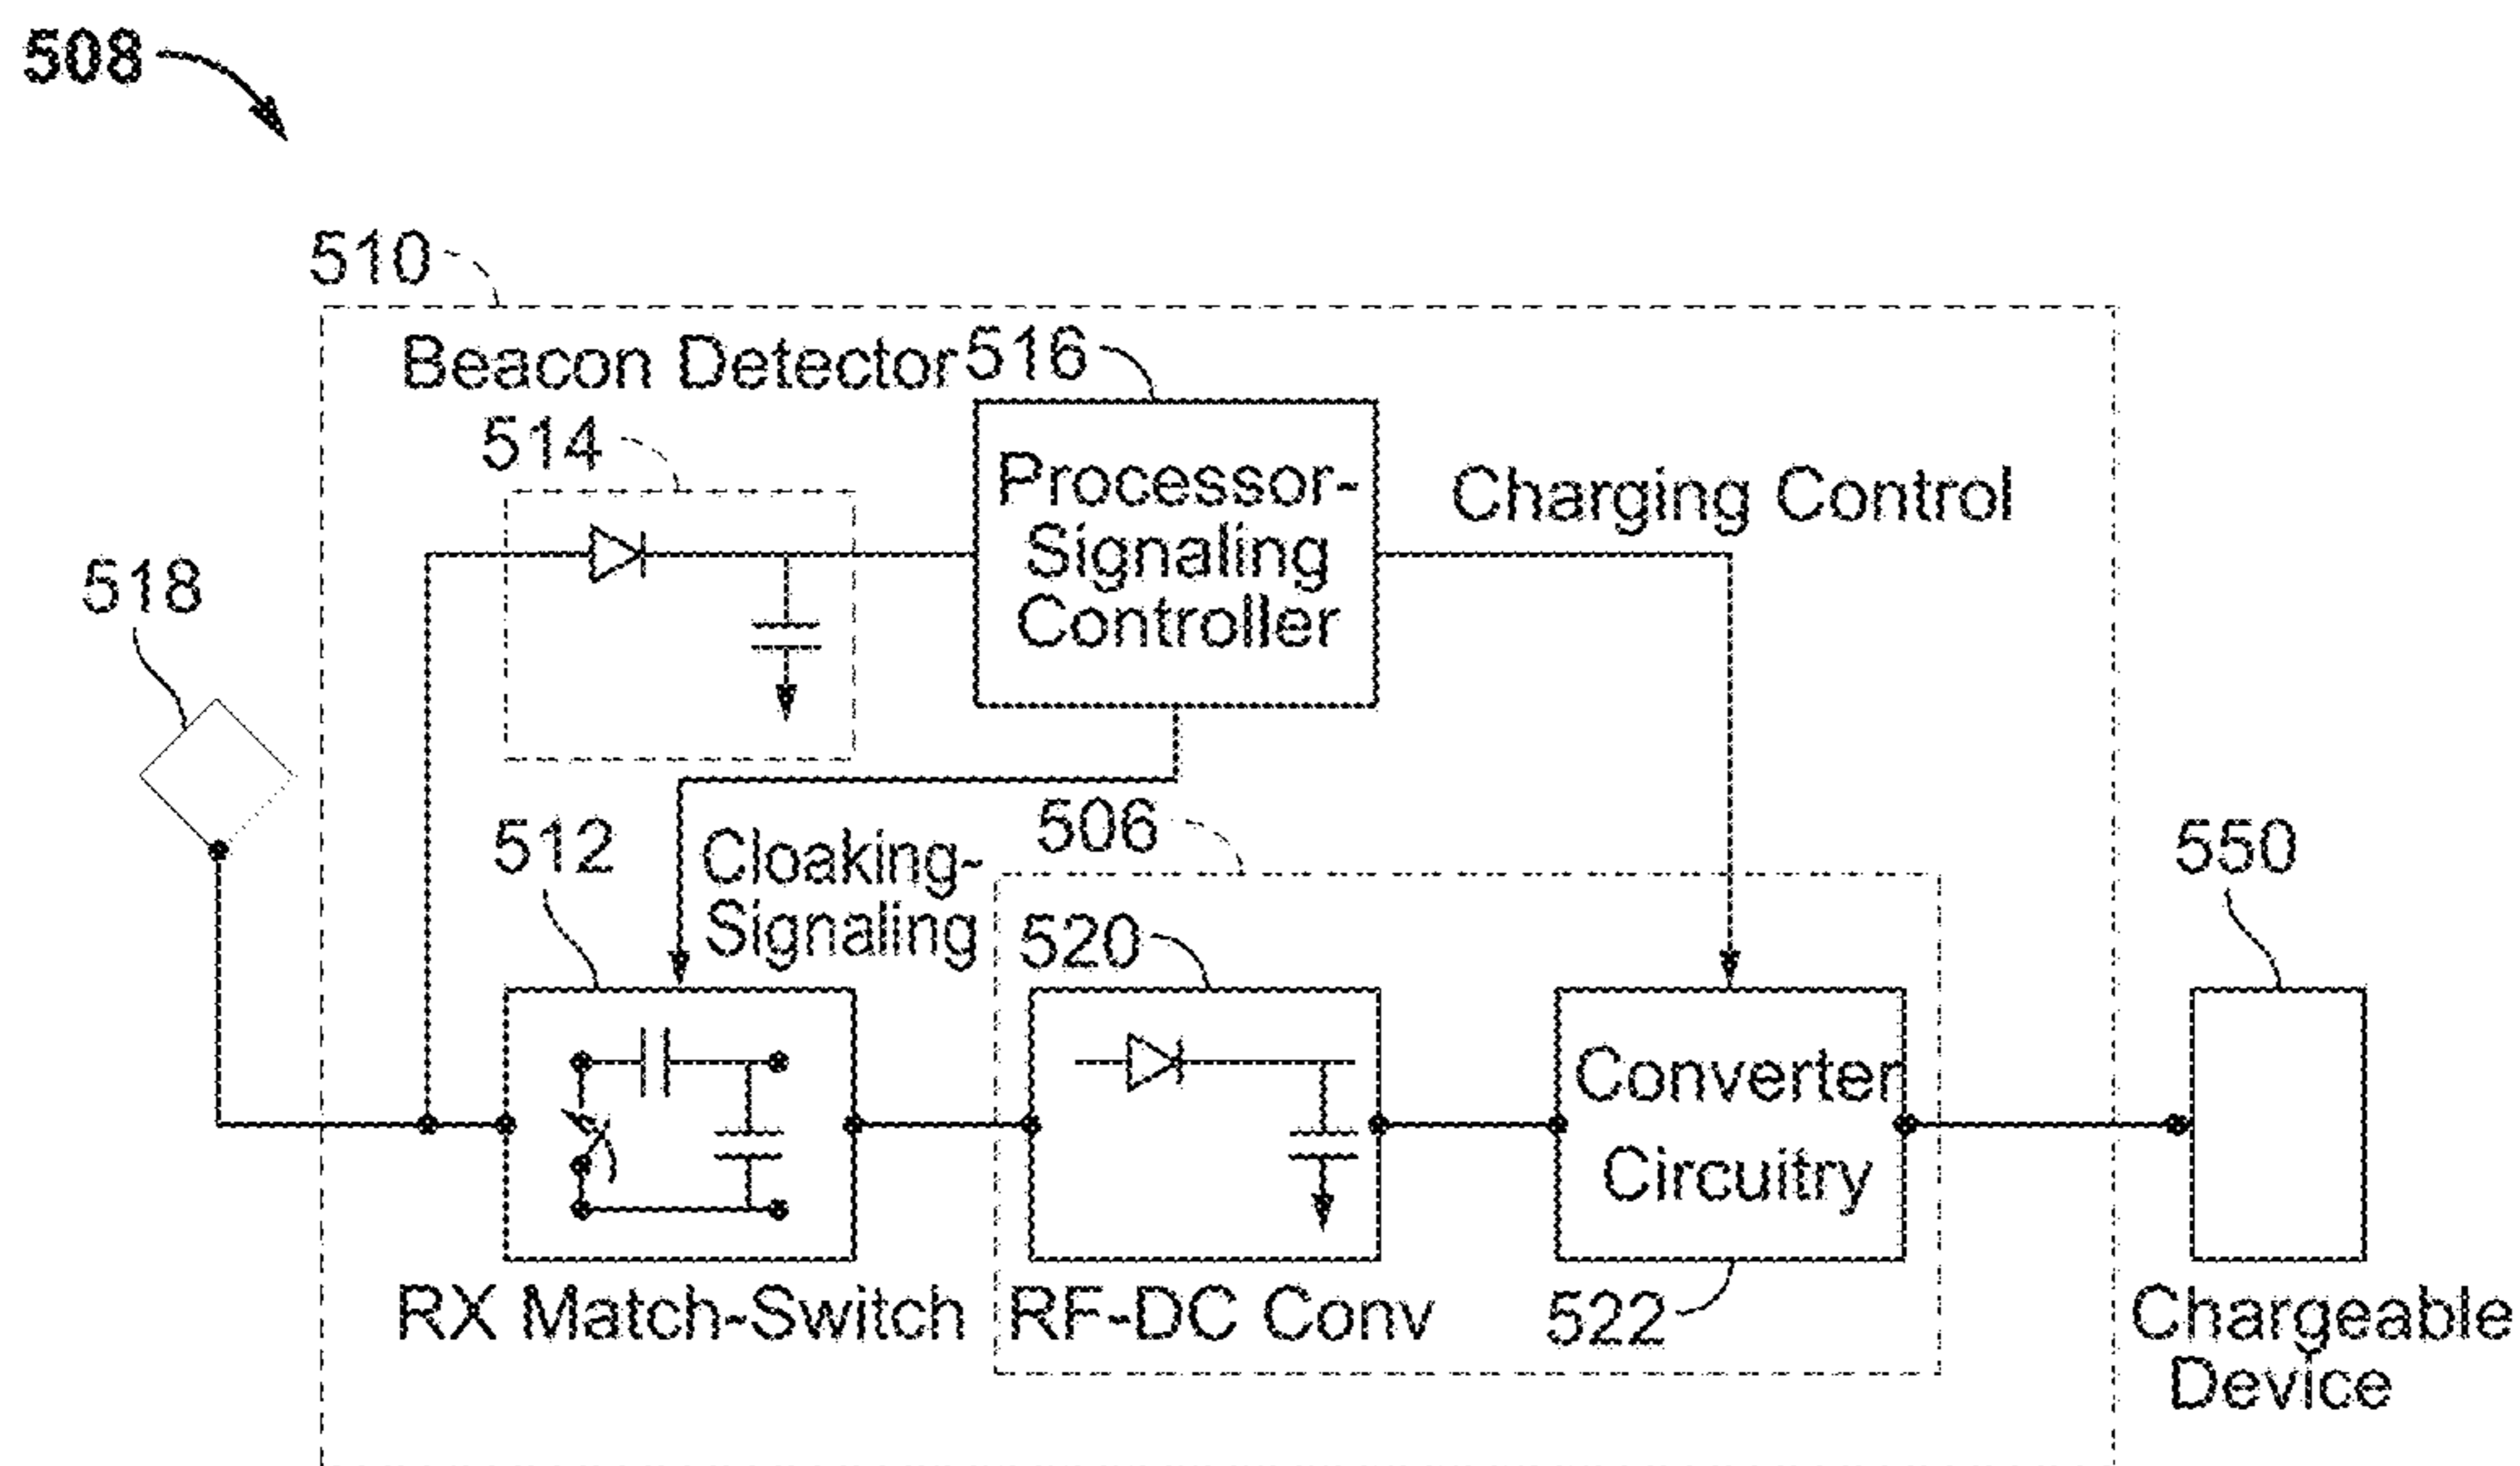 508
510
Beacon Detector
516
514
Processor-
Signaling
Controller
Charging Control
518
512
Cloaking-
Signaling
506
520
550
Converter
Circuitry
RX Match-Switch
RF-DC Conv
522
Chargeable
Device